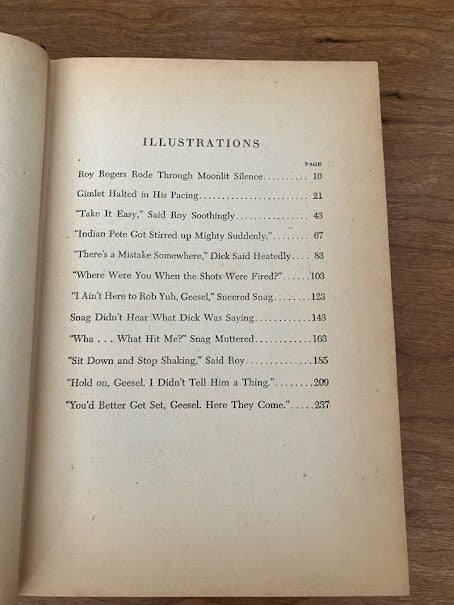 ILLUSTRATIONS
PAGE
Roy Rogers Rode Through Moonlit Silence.......... 10
Gimlet Halted in His Pacing........................ 21
“Take It Easy,” Said Roy Soothingly................ 43
“Indian Pete Got Stirred up Mighty Suddenly.”........ 67
“There’s a Mistake Somewhere,” Dick Said Heatedly.... 83
“Where Were You When the Shots Were Fired?”......103
“I Ain’t Here to Rob Yuh, Geesel,” Sneered Snag........123
Snag Didn’t Hear What Dick Was Saying............143
“Wha . . . What Hit Me?” Snag Muttered............163
“Sit Down and Stop Shaking,” Said Roy..............185
“Hold on, Geesel. I Didn’t Tell Him a Thing.”........209
“You’d Better Get Set, Geesel. Here They Come.”.....237